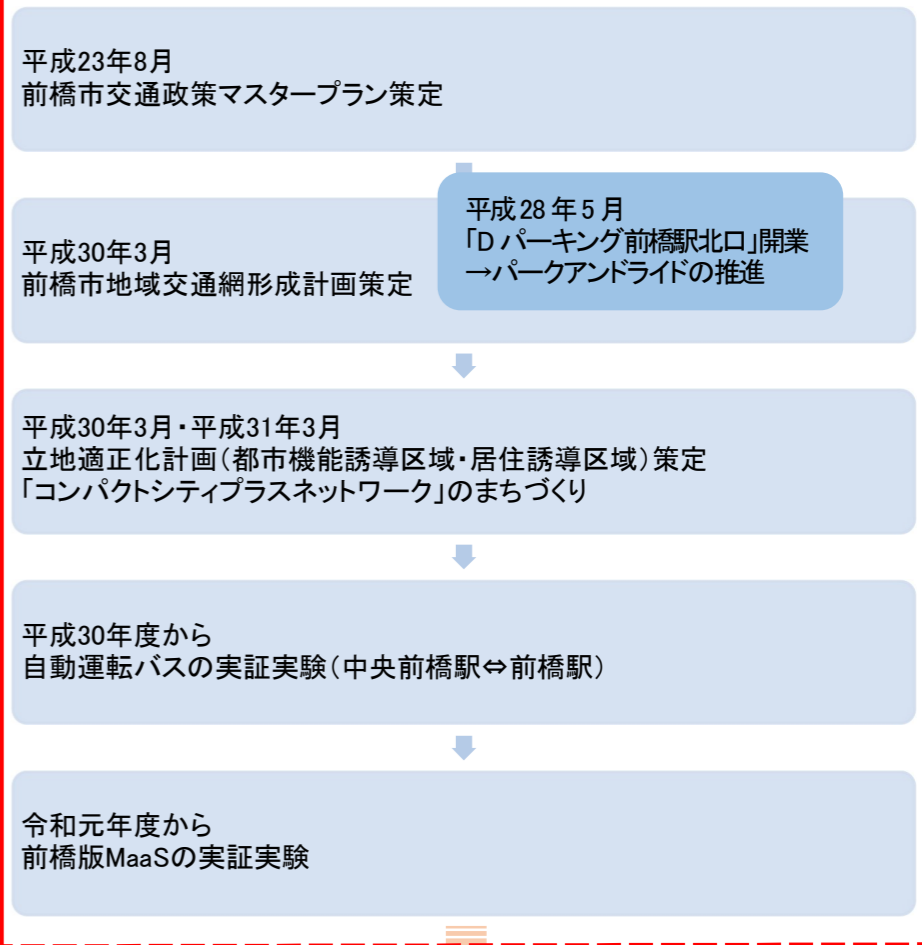 平成23年8月
前橋市交通政策マスタープラン策定
平成28年5月
「Dパーキング前橋駅北口」開業
→パークアンドライドの推進
平成30年3月
前橋市地域交通網形成計画策定
平成30年3月・平成31年3月
立地適正化計画(都市機能誘導区域・居住誘導区域)策定
「コンパクトシティプラスネットワーク」のまちづくり
平成30年度から
自動運転バスの実証実験(中央前橋駅⇔前橋駅)
令和元年度から
前橋版MaaSの実証実験